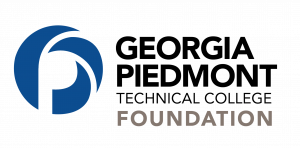 GEORGIA
PIEDMONT
TECHNICAL COLLEGE
FOUNDATION